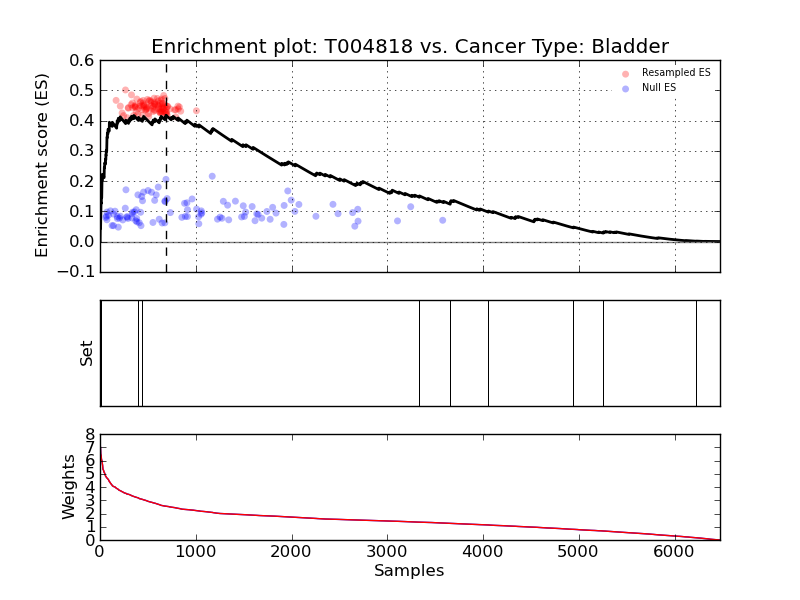 Enrichment plot: T004818 vs. Cancer Type: Bladder
Enrichment score (ES)
0.6
0.5
0.4
0.3
0.2
0.1
0.0
−0.1
Resampled ES
Null ES
Set
Weights
8
7
6
5
4
3
2
1
0
0 1000 2000 3000 4000 5000 6000
Samples